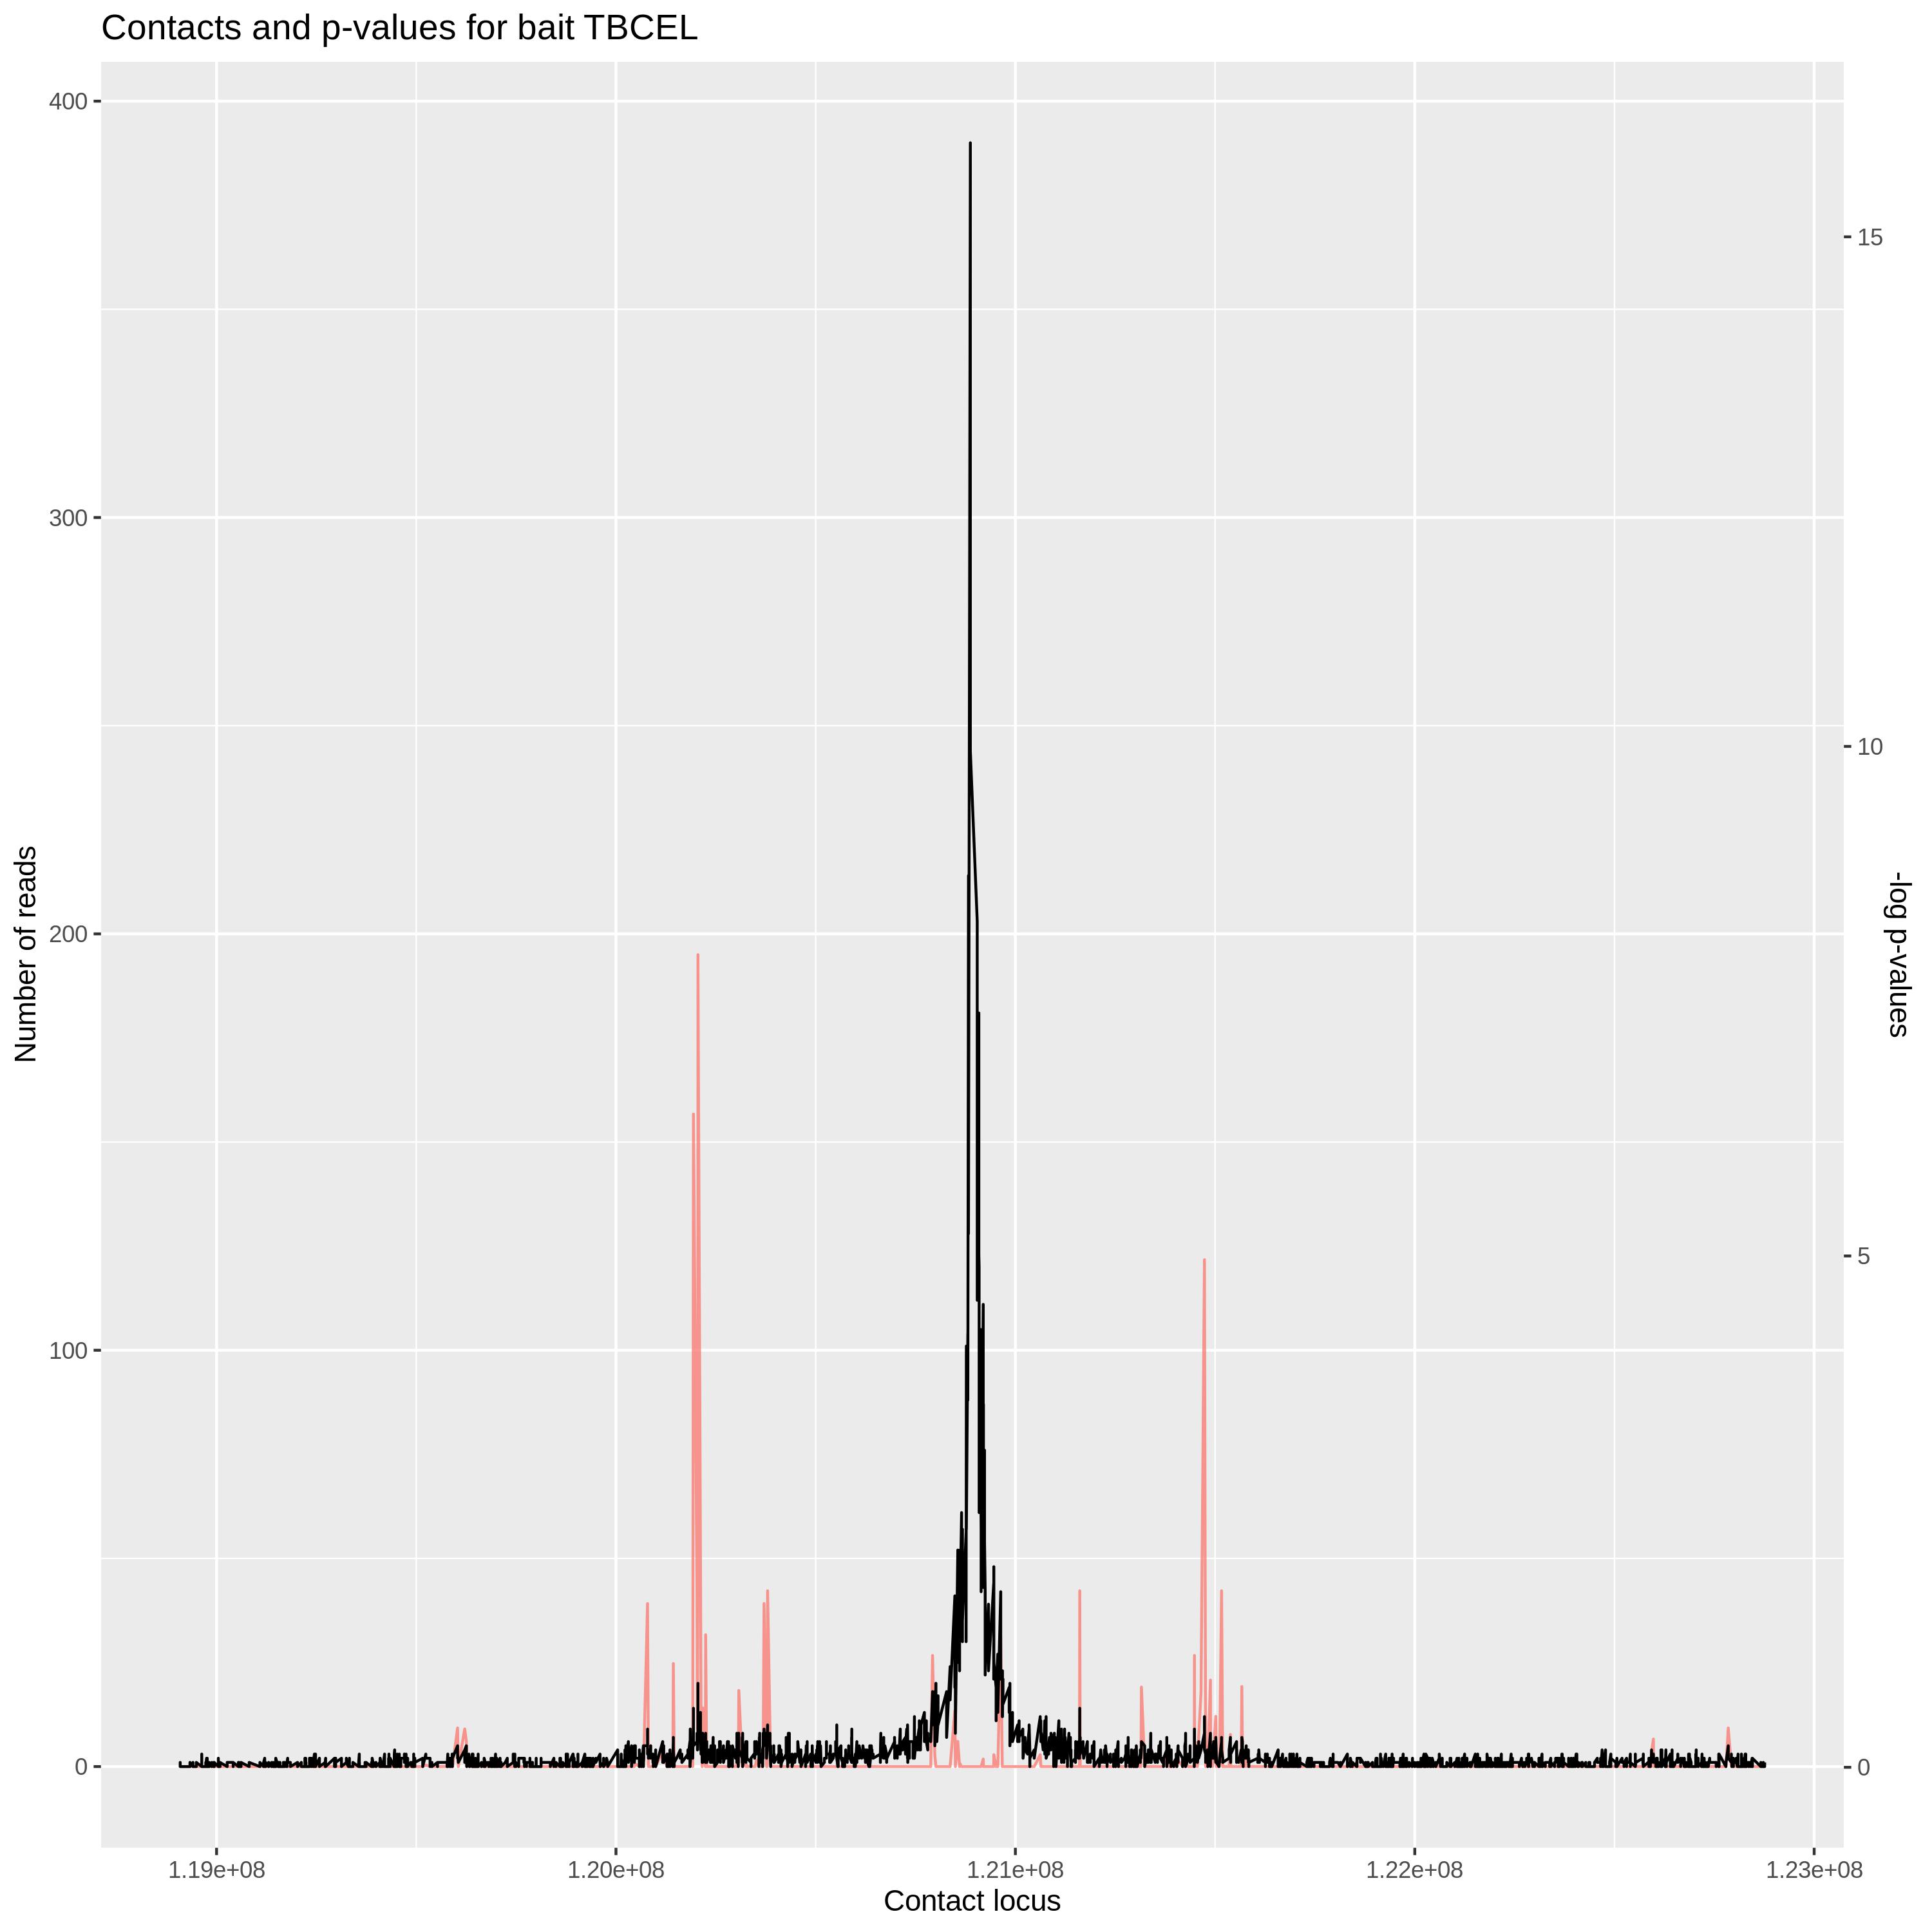 Contacts and p-values for bait TBCEL
400
300
200
100
0
15
10
5
0
Number of reads
-log p-values
1.19e+08
1.20e+08
1.21e+08
1.22e+08
1.23e+08
Contact locus